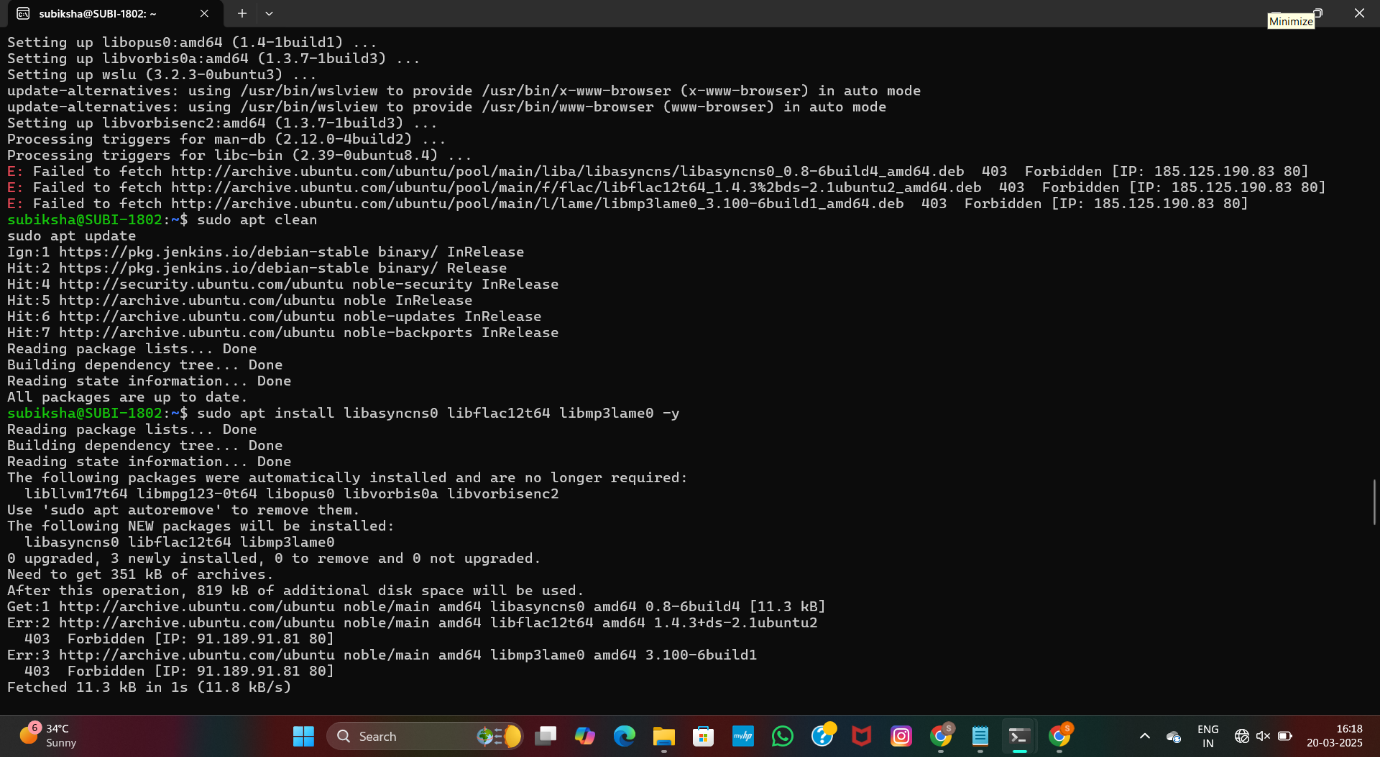 subiksha@SUBI-1802: ~
Minimize
Setting up libopus0:amd64 (1.4-1build1) ...
Setting up libvorbis0a:amd64 (1.3.7-1build3) ...
Setting up wslu (3.2.3-0ubuntu3) ...
update-alternatives: using /usr/bin/wslview to provide /usr/bin/x-www-browser (x-www-browser) in auto mode
update-alternatives: using /usr/bin/wslview to provide /usr/bin/www-browser (www-browser) in auto mode
Setting up libvorbisenc2:amd64 (1.3.7-1build3) ...
Processing triggers for man-db (2.12.0-4build2) ...
Processing triggers for libc-bin (2.39-0ubuntu8.4) ...
E: Failed to fetch http://archive.ubuntu.com/ubuntu/pool/main/liba/libasyncns/libasyncns0_0.8-6build4_amd64.deb  403  Forbidden [IP: 185.125.190.83 80]
E: Failed to fetch http://archive.ubuntu.com/ubuntu/pool/main/f/flac/libflac12t64_1.4.3%2bds-2.1ubuntu2_amd64.deb  403  Forbidden [IP: 185.125.190.83 80]
E: Failed to fetch http://archive.ubuntu.com/ubuntu/pool/main/l/lame/libmp3lame0_3.100-6build1_amd64.deb  403  Forbidden [IP: 185.125.190.83 80]
subiksha@SUBI-1802:~$ sudo apt clean
sudo apt update
Ign:1 https://pkg.jenkins.io/debian-stable binary/ InRelease
Hit:2 https://pkg.jenkins.io/debian-stable binary/ Release
Hit:4 http://security.ubuntu.com/ubuntu noble-security InRelease
Hit:5 http://archive.ubuntu.com/ubuntu noble InRelease
Hit:6 http://archive.ubuntu.com/ubuntu noble-updates InRelease
Hit:7 http://archive.ubuntu.com/ubuntu noble-backports InRelease
Reading package lists... Done
Building dependency tree... Done
Reading state information... Done
All packages are up to date.
subiksha@SUBI-1802:~$ sudo apt install libasyncns0 libflac12t64 libmp3lame0 -y
Reading package lists... Done
Building dependency tree... Done
Reading state information... Done
The following packages were automatically installed and are no longer required:
  libllvm17t64 libmpg123-0t64 libopus0 libvorbis0a libvorbisenc2
Use 'sudo apt autoremove' to remove them.
The following NEW packages will be installed:
  libasyncns0 libflac12t64 libmp3lame0
0 upgraded, 3 newly installed, 0 to remove and 0 not upgraded.
Need to get 351 kB of archives.
After this operation, 819 kB of additional disk space will be used.
Get:1 http://archive.ubuntu.com/ubuntu noble/main amd64 libasyncns0 amd64 0.8-6build4 [11.3 kB]
Err:2 http://archive.ubuntu.com/ubuntu noble/main amd64 libflac12t64 amd64 1.4.3+ds-2.1ubuntu2
  403  Forbidden [IP: 91.189.91.81 80]
Err:3 http://archive.ubuntu.com/ubuntu noble/main amd64 libmp3lame0 amd64 3.100-6build1
  403  Forbidden [IP: 91.189.91.81 80]
Fetched 11.3 kB in 1s (11.8 kB/s)
6
34°C
Sunny
Search
myhp
S
S
ENG
IN
16:18
20-03-2025